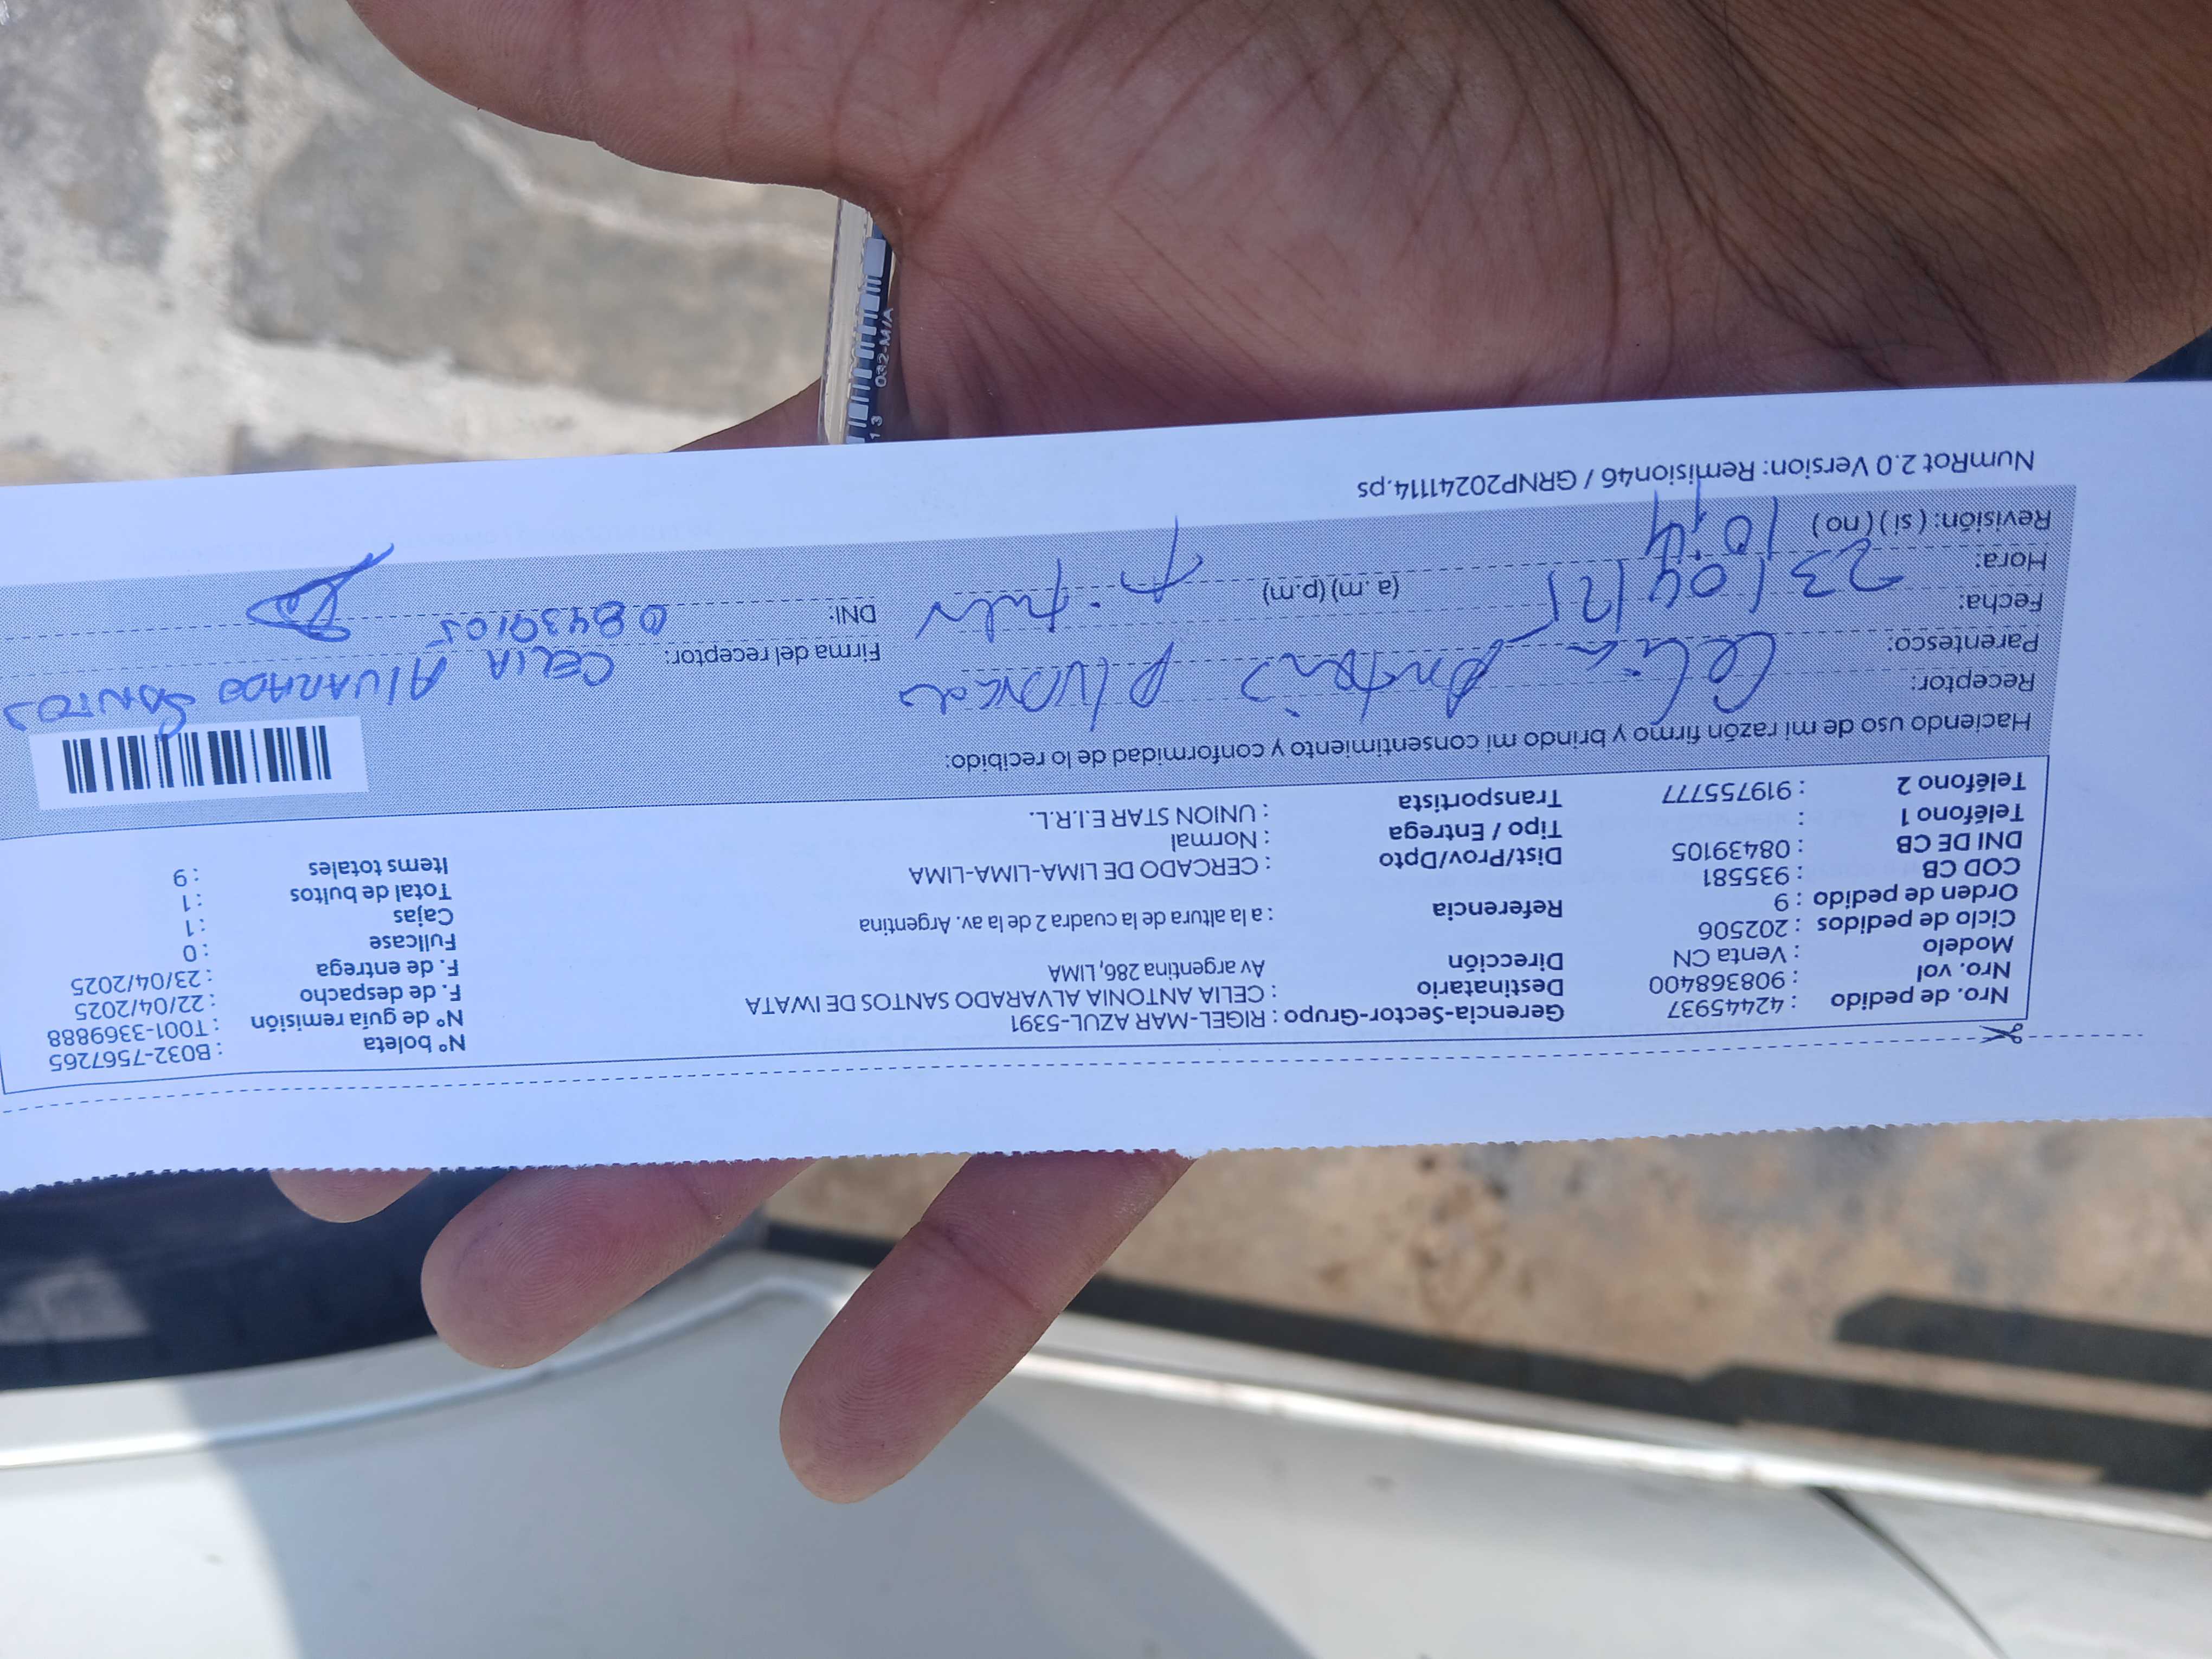 Nro. de pedido : 42445937 Gerencia-Sector-Grupo : RIGEL-MAR AZUL-5391 N° boleta : B032-7567265
Nro. vol : 908368400 Destinatario : CELIA ANTONIA ALVARADO SANTOS DE IWATA N° de guía remisión : T001-3369888
Modelo : Venta CN Dirección Av argentina 286, LIMA F. de despacho : 22/04/2025
Ciclo de pedidos : 202506 F. de entrega : 23/04/2025
Orden de pedido : 9 Referencia : a la altura de la cuadra 2 de la av. Argentina Fullcase : 0
COD CB : 935581 Dist/Prov/Dpto : CERCADO DE LIMA-LIMA-LIMA Cajas : 1
DNI DE CB : 08439105 Tipo / Entrega : Normal Total de bultos : 1
Teléfono 1 : Transportista : UNION STAR E.I.R.L. Items totales : 9
Teléfono 2 : 919755777
Haciendo uso de mi razón firmo y brindo mi consentimiento y conformidad de lo recibido:
Receptor: Celia Alvarado
Parentesco: Firma del receptor: CELIA ALVARADO SANTOS
Fecha: 23/04/25 DNI: 08439105
Hora: 10:4 (a.m) (p.m)
Revisión: (si) (no)
NumRot 2.0 Version: Remision46 / GRNP20241114.ps
13 032-M/A